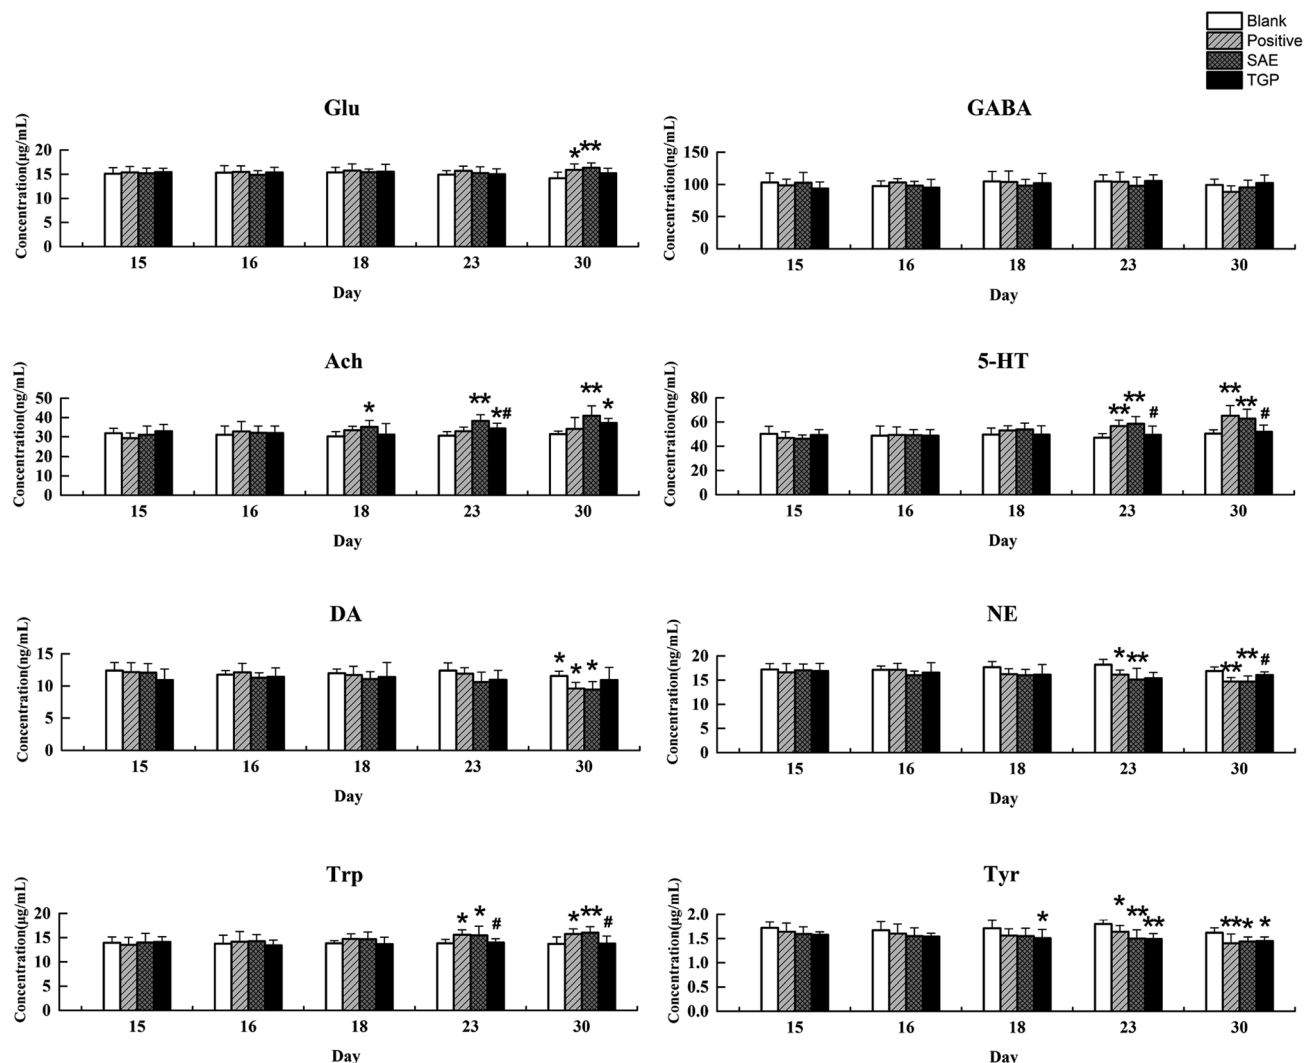 Blank
Positive
SAE
TGP
Glu
Concentration(μg/mL)
20
15
10
5
0
* **
15 16 18 23 30
Day
GABA
Concentration(ng/mL)
150
100
50
0
15 16 18 23 30
Day
Ach
Concentration(ng/mL)
50
40
30
20
10
0
* ** *# ** *
15 16 18 23 30
Day
5-HT
Concentration(ng/mL)
80
60
40
20
0
** ** # ** ** #
15 16 18 23 30
Day
DA
Concentration(ng/mL)
15
10
5
0
* * *
15 16 18 23 30
Day
NE
Concentration(ng/mL)
20
15
10
5
0
* ** ** ** #
15 16 18 23 30
Day
Trp
Concentration(μg/mL)
20
15
10
5
0
* * # * ** #
15 16 18 23 30
Day
Tyr
Concentration(μg/mL)
2.0
1.5
1.0
0.5
0.0
* * ** ** ** * *
15 16 18 23 30
Day